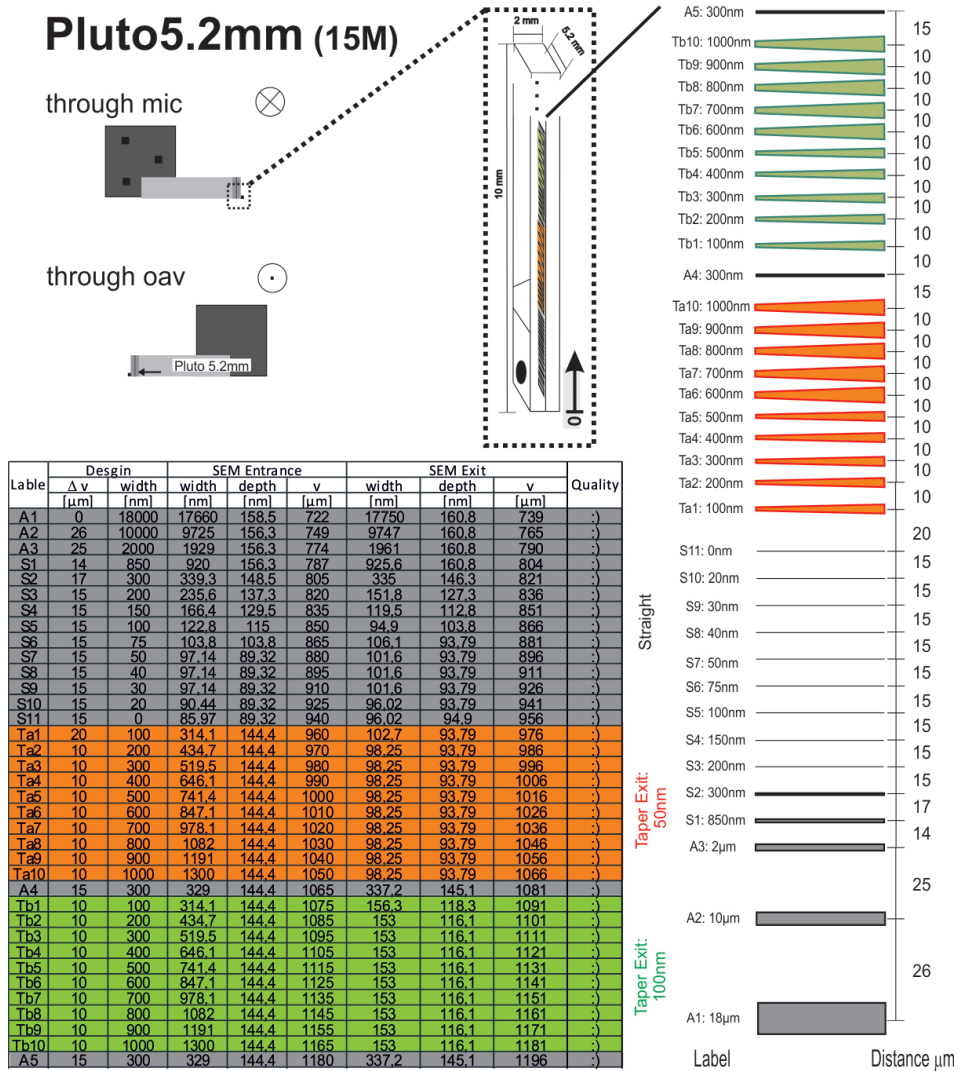 Pluto5.2mm (15M)
through mic
through oav
Pluto 5.2mm
2 mm
5.2mm
10 mm
0
Lable Desgin SEM Entrance SEM Exit Quality
Δ v width width depth v width depth v
[µm] [nm] [nm] [nm] [µm] [nm] [nm] [µm]
A1 0 18000 17660 158,5 722 17750 160,8 739 :)
A2 26 10000 9725 156,3 749 9747 160,8 765 :)
A3 25 2000 1929 156,3 774 1961 160,8 790 :)
S1 14 850 920 156,3 787 925,6 160,8 804 :)
S2 17 300 339,3 148,5 805 335 146,3 821 :)
S3 15 200 235,6 137,3 820 151,8 127,3 836 :)
S4 15 150 166,4 129,5 835 119,5 112,8 851 :)
S5 15 100 122,8 115 850 94,9 103,8 866 :)
S6 15 75 103,8 103,8 865 106,1 93,79 881 :)
S7 15 50 97,14 89,32 880 101,6 93,79 896 :)
S8 15 40 97,14 89,32 895 101,6 93,79 911 :)
S9 15 30 97,14 89,32 910 101,6 93,79 926 :)
S10 15 20 90,44 89,32 925 96,02 93,79 941 :)
S11 15 0 85,97 89,32 940 96,02 94,9 956 :)
Ta1 20 100 314,1 144,4 960 102,7 93,79 976 :)
Ta2 10 200 434,7 144,4 970 98,25 93,79 986 :)
Ta3 10 300 519,5 144,4 980 98,25 93,79 996 :)
Ta4 10 400 646,1 144,4 990 98,25 93,79 1006 :)
Ta5 10 500 741,4 144,4 1000 98,25 93,79 1016 :)
Ta6 10 600 847,1 144,4 1010 98,25 93,79 1026 :)
Ta7 10 700 978,1 144,4 1020 98,25 93,79 1036 :)
Ta8 10 800 1082 144,4 1030 98,25 93,79 1046 :)
Ta9 10 900 1191 144,4 1040 98,25 93,79 1056 :)
Ta10 10 1000 1300 144,4 1050 98,25 93,79 1066 :)
A4 15 300 329 144,4 1065 337,2 145,1 1081 :)
Tb1 10 100 314,1 144,4 1075 156,3 118,3 1091 :)
Tb2 10 200 434,7 144,4 1085 153 116,1 1101 :)
Tb3 10 300 519,5 144,4 1095 153 116,1 1111 :)
Tb4 10 400 646,1 144,4 1105 153 116,1 1121 :)
Tb5 10 500 741,4 144,4 1115 153 116,1 1131 :)
Tb6 10 600 847,1 144,4 1125 153 116,1 1141 :)
Tb7 10 700 978,1 144,4 1135 153 116,1 1151 :)
Tb8 10 800 1082 144,4 1145 153 116,1 1161 :)
Tb9 10 900 1191 144,4 1155 153 116,1 1171 :)
Tb10 10 1000 1300 144,4 1165 153 116,1 1181 :)
A5 15 300 329 144,4 1180 337,2 145,1 1196 :)
Straight
Taper Exit:
50nm
Taper Exit:
100nm
A5: 300nm
15
Tb10: 1000nm
10
Tb9: 900nm
10
Tb8: 800nm
10
Tb7: 700nm
10
Tb6: 600nm
10
Tb5: 500nm
10
Tb4: 400nm
10
Tb3: 300nm
10
Tb2: 200nm
10
Tb1: 100nm
10
A4: 300nm
15
Ta10: 1000nm
10
Ta9: 900nm
10
Ta8: 800nm
10
Ta7: 700nm
10
Ta6: 600nm
10
Ta5: 500nm
10
Ta4: 400nm
10
Ta3: 300nm
10
Ta2: 200nm
10
Ta1: 100nm
20
S11: 0nm
15
S10: 20nm
15
S9: 30nm
15
S8: 40nm
15
S7: 50nm
15
S6: 75nm
15
S5: 100nm
15
S4: 150nm
15
S3: 200nm
15
S2: 300nm
17
S1: 850nm
14
A3: 2µm
25
A2: 10µm
26
A1: 18µm
Label Distance µm